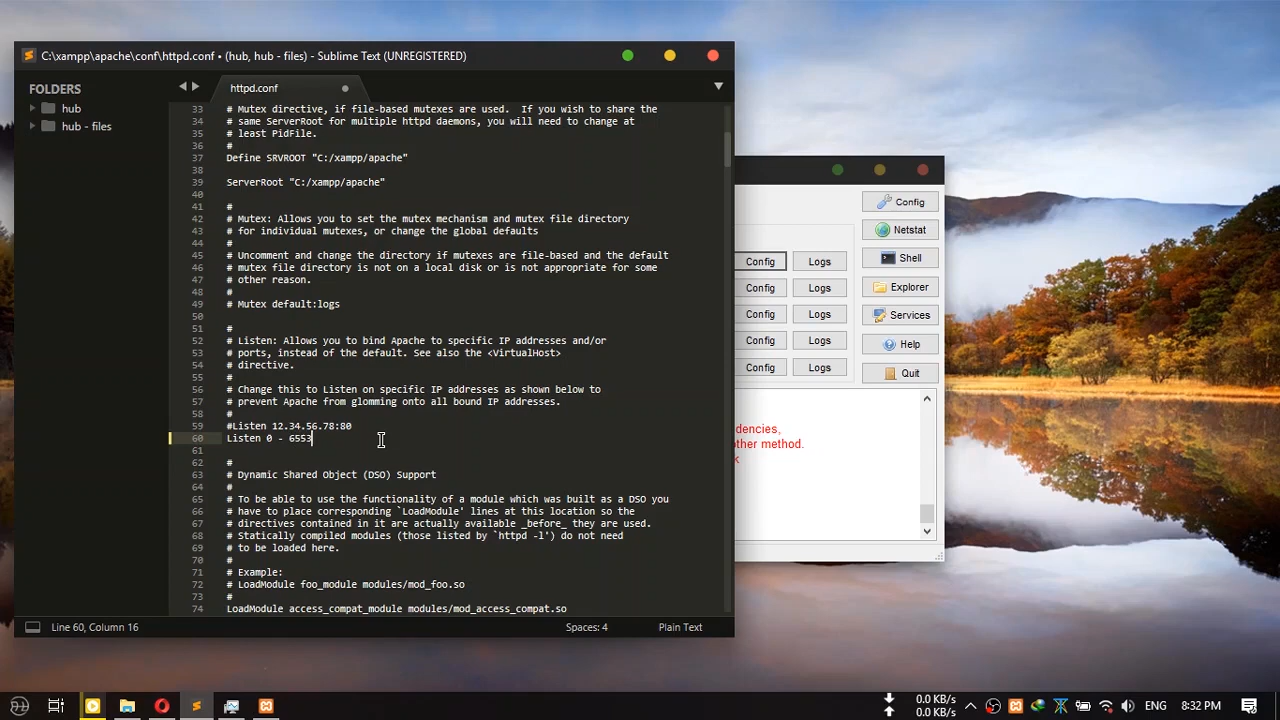 C:\xampp\apache\conf\httpd.conf • (hub, hub - files) - Sublime Text (UNREGISTERED)
FOLDERS
hub
hub - files
httpd.conf
33 # Mutex directive, if file-based mutexes are used.  If you wish to share the
34 # same ServerRoot for multiple httpd daemons, you will need to change at
35 # least PidFile.
36 #
37 Define SRVROOT "C:/xampp/apache"
38
39 ServerRoot "C:/xampp/apache"
40
41 #
42 # Mutex: Allows you to set the mutex mechanism and mutex file directory
43 # for individual mutexes, or change the global defaults
44 #
45 # Uncomment and change the directory if mutexes are file-based and the default
46 # mutex file directory is not on a local disk or is not appropriate for some
47 # other reason.
48 #
49 # Mutex default:logs
50
51 #
52 # Listen: Allows you to bind Apache to specific IP addresses and/or
53 # ports, instead of the default. See also the <VirtualHost>
54 # directive.
55 #
56 # Change this to Listen on specific IP addresses as shown below to
57 # prevent Apache from glomming onto all bound IP addresses.
58 #
59 #Listen 12.34.56.78:80
60 Listen 0 - 6553
61
62 #
63 # Dynamic Shared Object (DSO) Support
64 #
65 # To be able to use the functionality of a module which was built as a DSO you
66 # have to place corresponding `LoadModule' lines at this location so the
67 # directives contained in it are actually available _before_ they are used.
68 # Statically compiled modules (those listed by `httpd -l') do not need
69 # to be loaded here.
70 #
71 # Example:
72 # LoadModule foo_module modules/mod_foo.so
73 #
74 LoadModule access_compat_module modules/mod_access_compat.so
Line 60, Column 16
Spaces: 4
Plain Text
Config
Netstat
Shell
Explorer
Services
Help
Quit
Config Logs
Config Logs
Config Logs
Config Logs
Config Logs
dencies,
other method.
k
0.0 KB/s
0.0 KB/s
ENG
8:32 PM